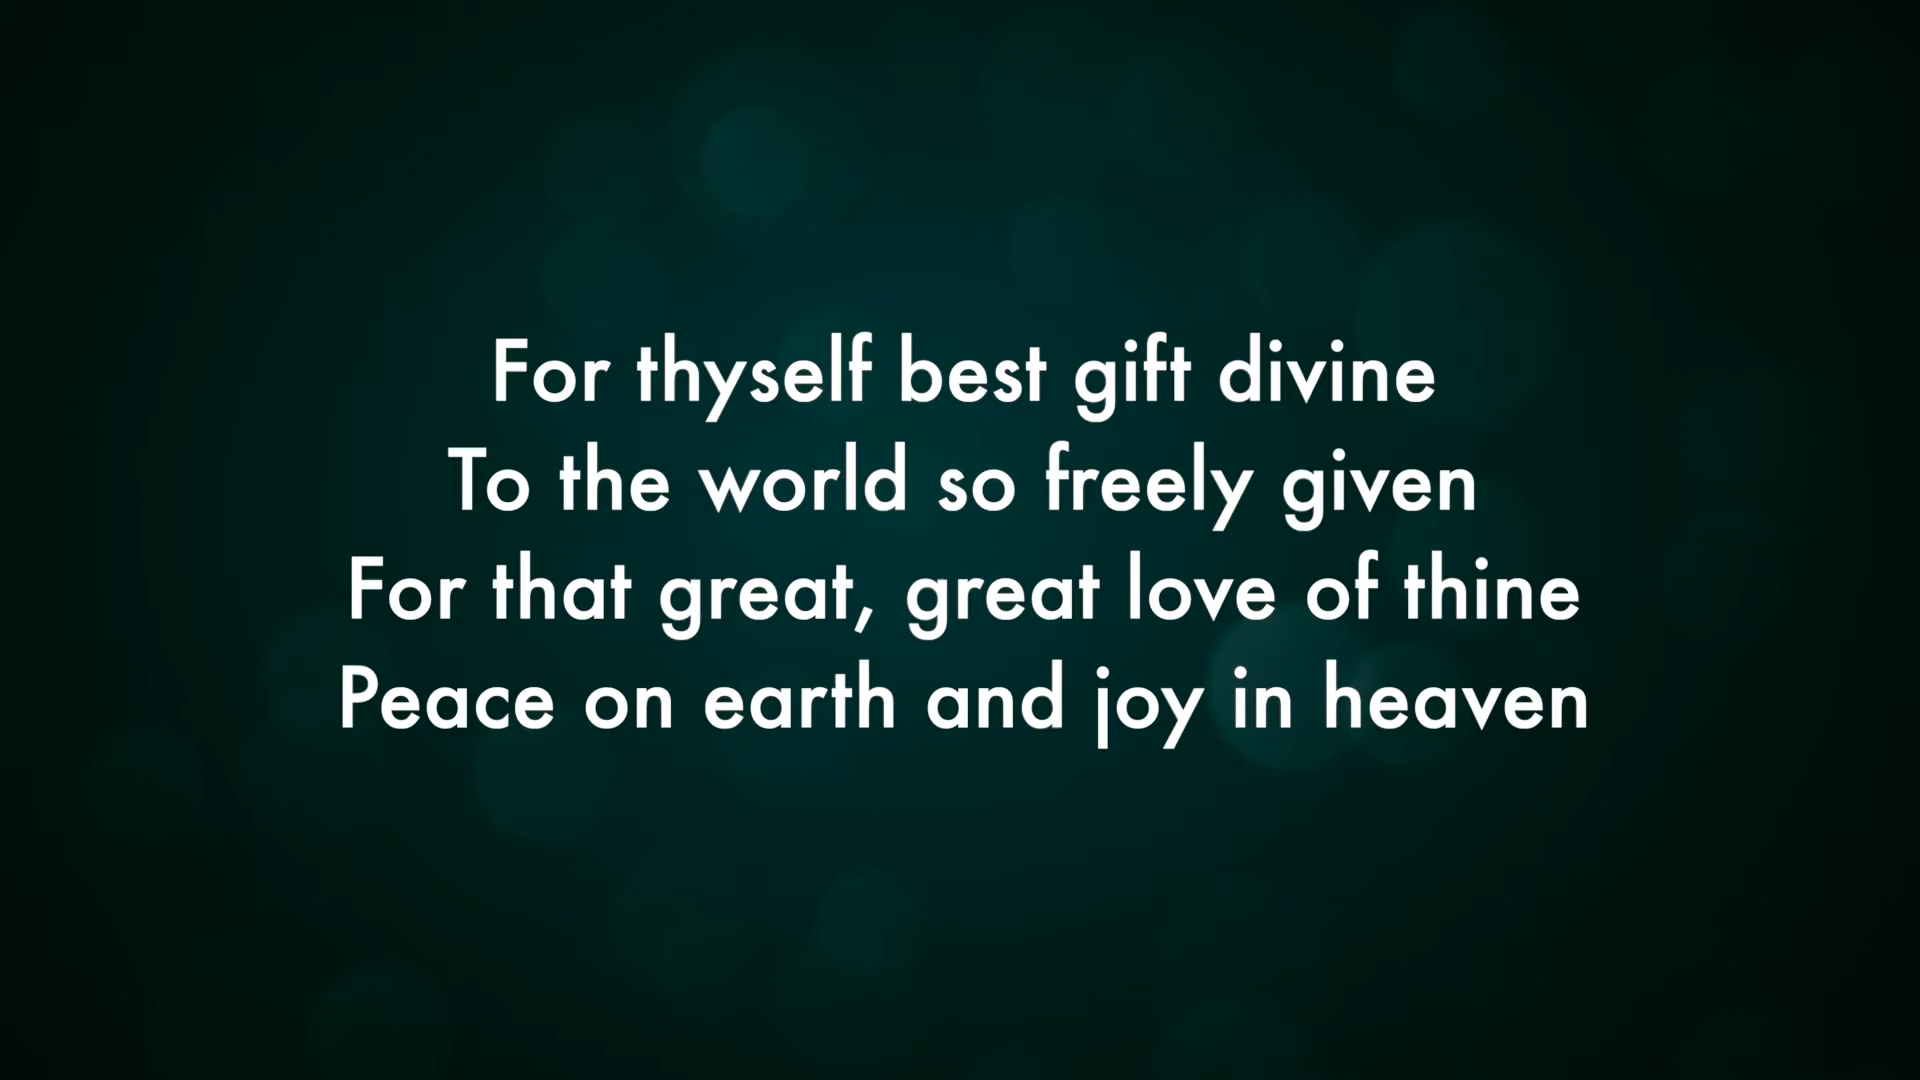 For thyself best gift divine
To the world so freely given
For that great, great love of thine
Peace on earth and joy in heaven